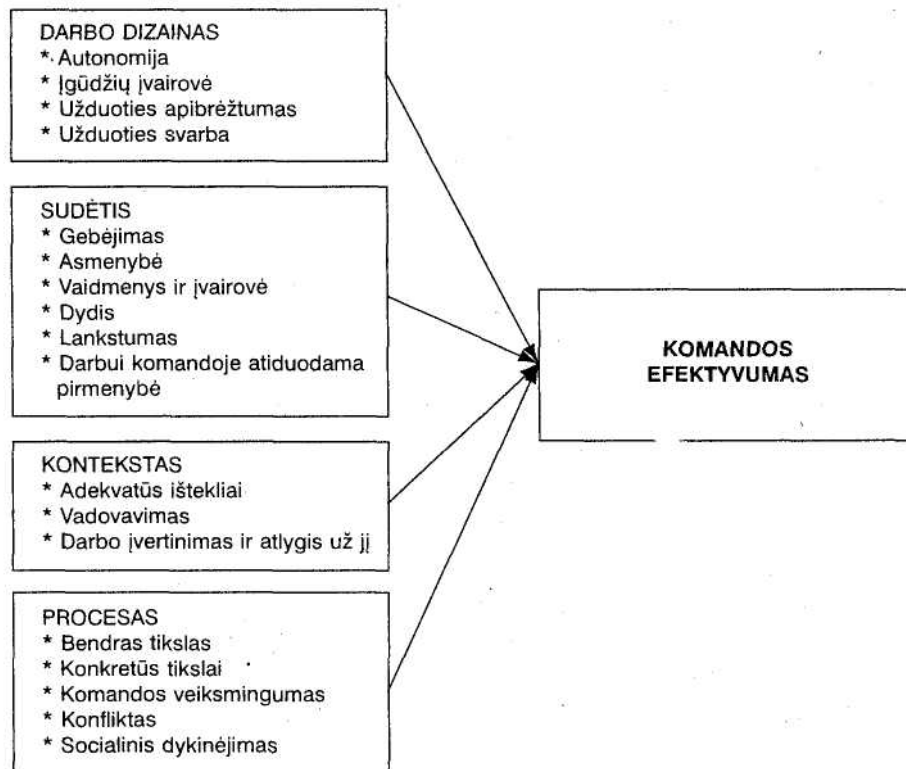 DARBO DIZAINAS
* Autonomija
* Įgūdžių įvairovė
* Užduoties apibrėžtumas
* Užduoties svarba
SUDĖTIS
* Gebėjimas
* Asmenybė
* Vaidmenys ir įvairovė
* Dydis
* Lankstumas
* Darbui komandoje atiduodama
pirmenybė
KONTEKSTAS
* Adekvatūs ištekliai
* Vadovavimas
* Darbo įvertinimas ir atlygis už jį
PROCESAS
* Bendras tikslas
* Konkretūs tikslai
* Komandos veiksmingumas
* Konfliktas
* Socialinis dykinėjimas
KOMANDOS
EFEKTYVUMAS